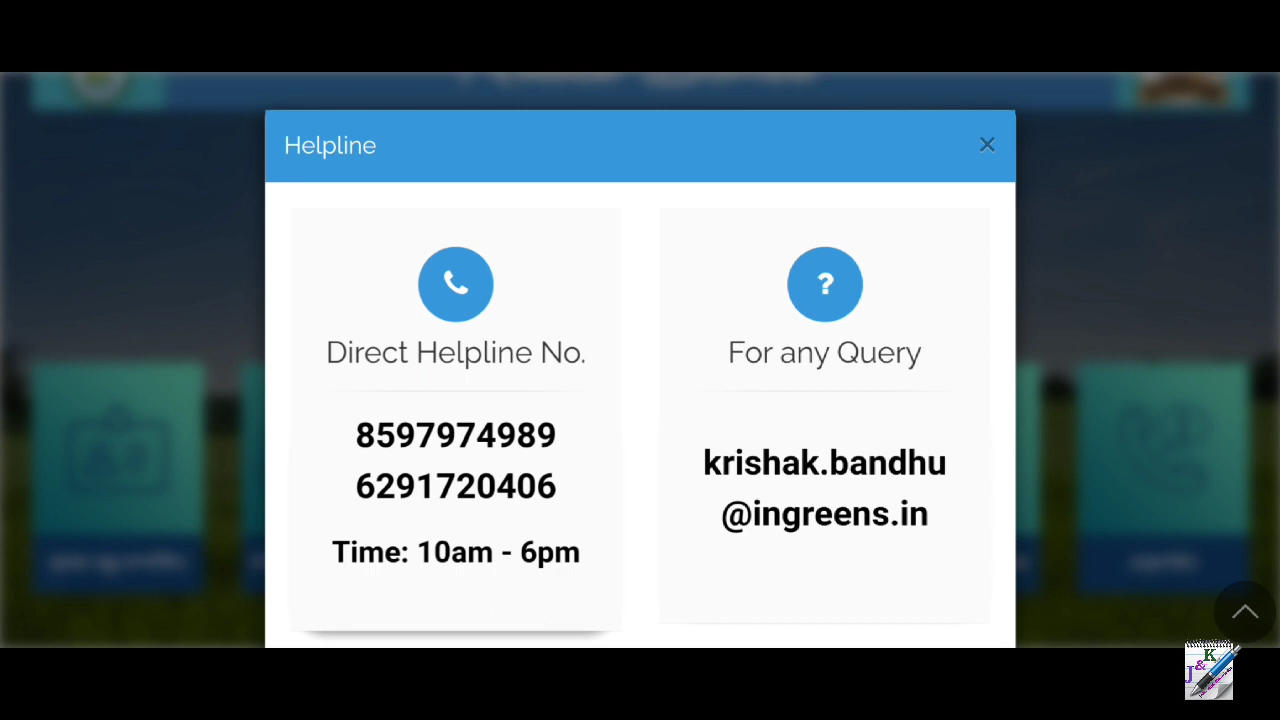 Helpline
×
Direct Helpline No.
8597974989
6291720406
Time: 10am - 6pm
?
For any Query
krishak.bandhu
@ingreens.in
J&K